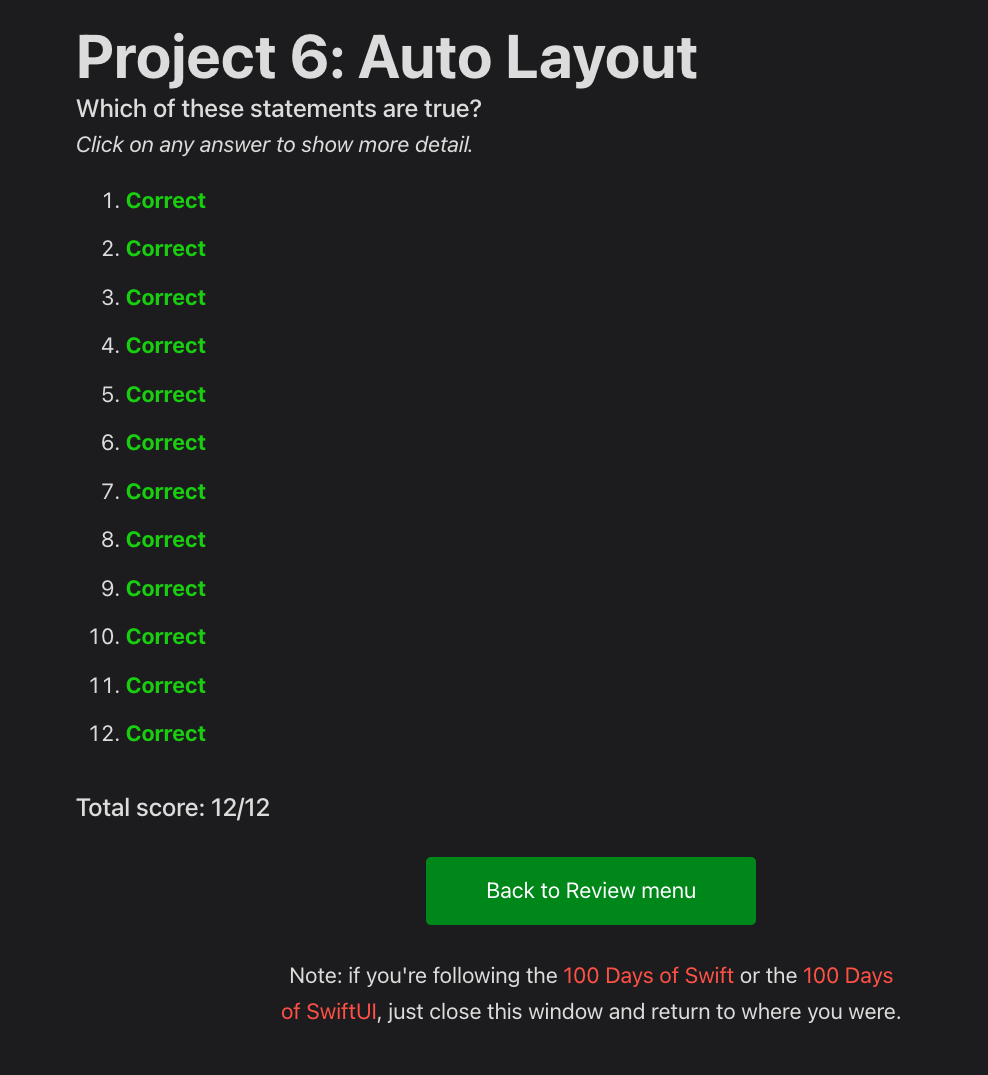 Project 6: Auto Layout
Which of these statements are true?
Click on any answer to show more detail.
1. Correct
2. Correct
3. Correct
4. Correct
5. Correct
6. Correct
7. Correct
8. Correct
9. Correct
10. Correct
11. Correct
12. Correct
Total score: 12/12
Back to Review menu
Note: if you're following the 100 Days of Swift or the 100 Days
of SwiftUI, just close this window and return to where you were.